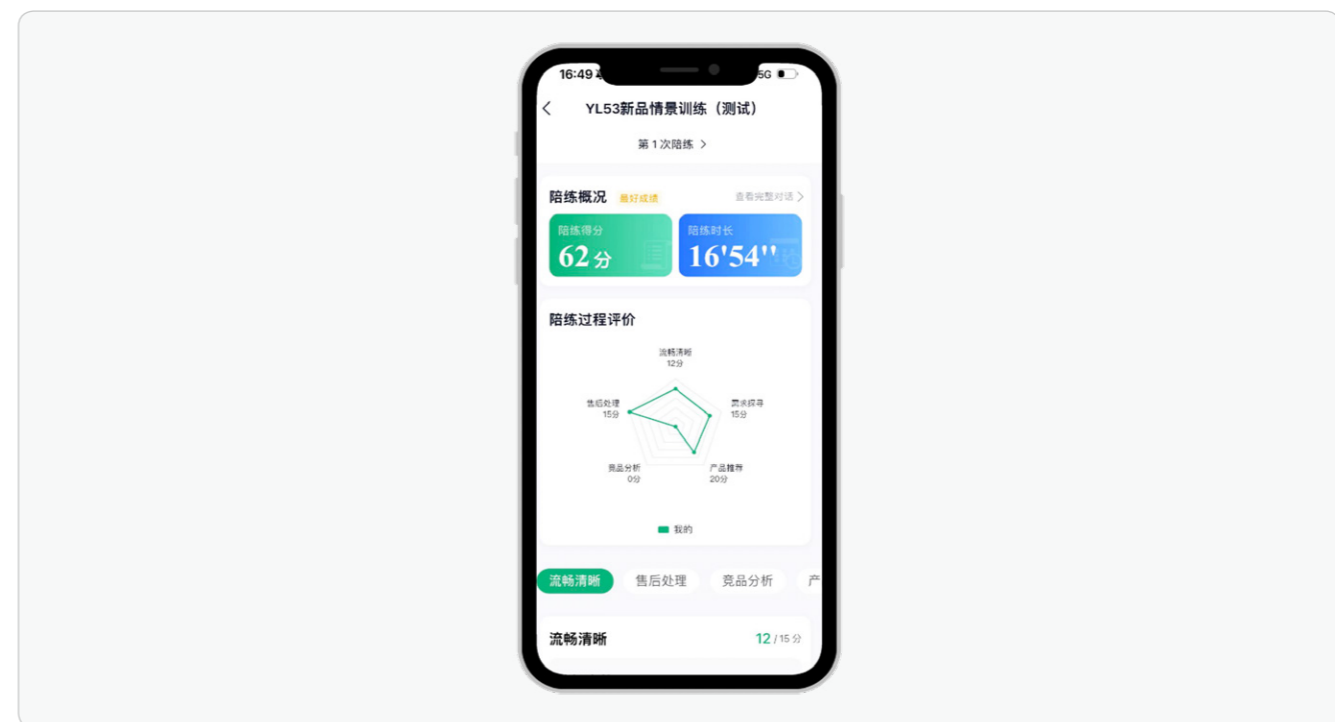 16:49
5G
YL53新品情景训练（测试）
第 1 次陪练
陪练概况 最好成绩 查看完整对话
陪练得分 陪练时长
62 分 16'54''
陪练过程评价
流畅清晰
12分
售后处理 需求探寻
15分 15分
竞品分析 产品推荐
0分 20分
我的
流畅清晰 售后处理 竞品分析 产
流畅清晰 12 / 15 分